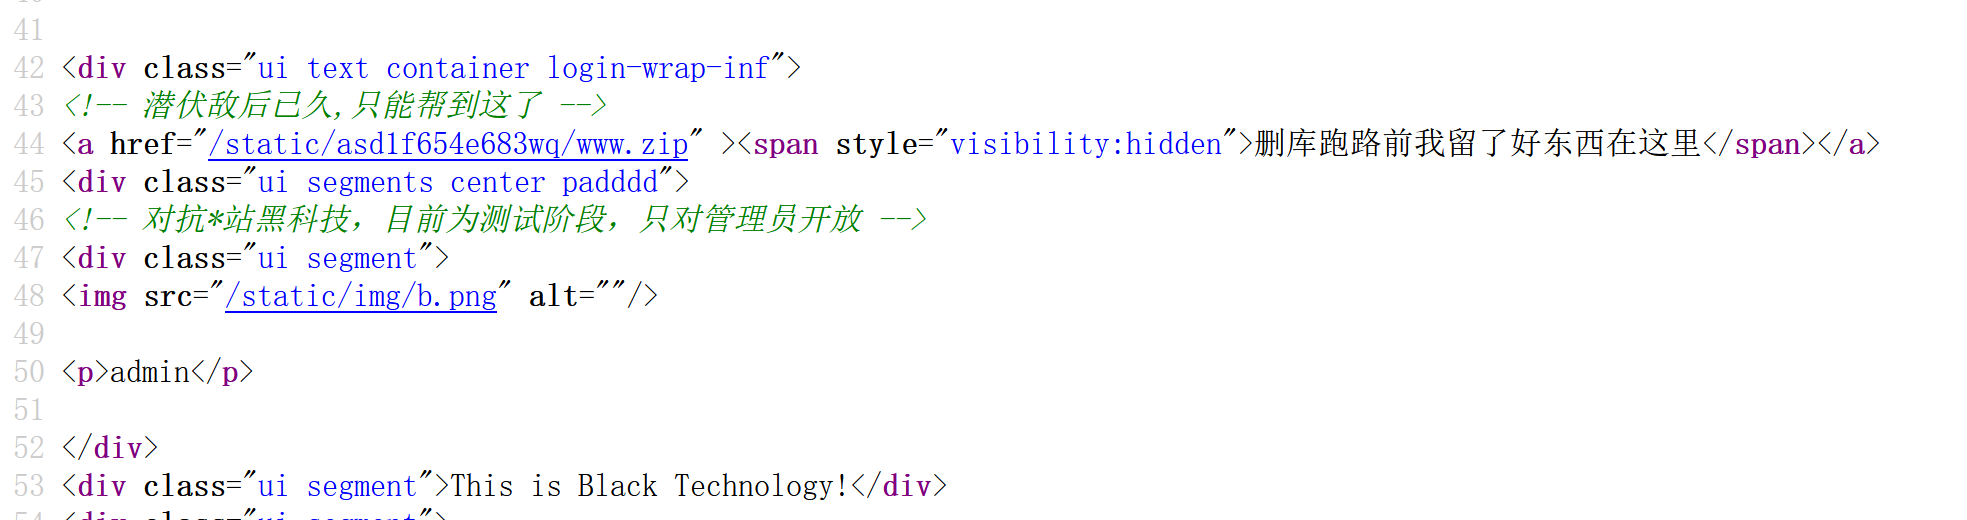 41
42 <div class="ui text container login-wrap-inf">
43 <!-- 潜伏敌后已久,只能帮到这了 -->
44 <a href="/static/asd1f654e683wq/www.zip" ><span style="visibility:hidden">删库跑路前我留了好东西在这里</span></a>
45 <div class="ui segments center padddd">
46 <!-- 对抗*站黑科技，目前为测试阶段，只对管理员开放 -->
47 <div class="ui segment">
48 <img src="/static/img/b.png" alt=""/>
49
50 <p>admin</p>
51
52 </div>
53 <div class="ui segment">This is Black Technology!</div>
54 <div class="ui segment">